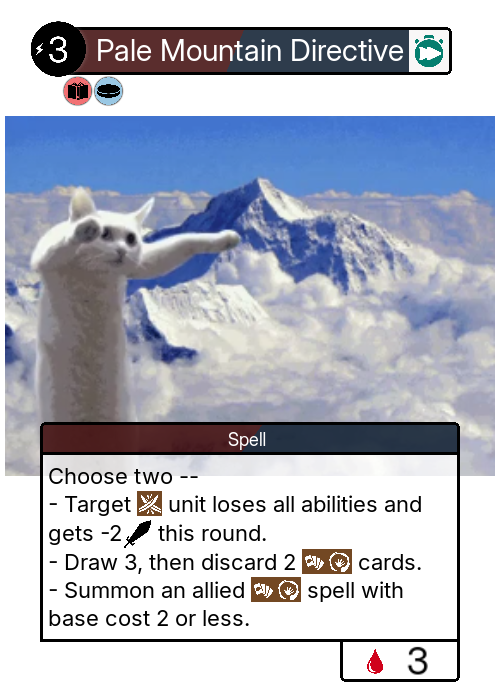 3 Pale Mountain Directive
Spell
Choose two --
- Target unit loses all abilities and
gets -2 this round.
- Draw 3, then discard 2 cards.
- Summon an allied spell with
base cost 2 or less.
3